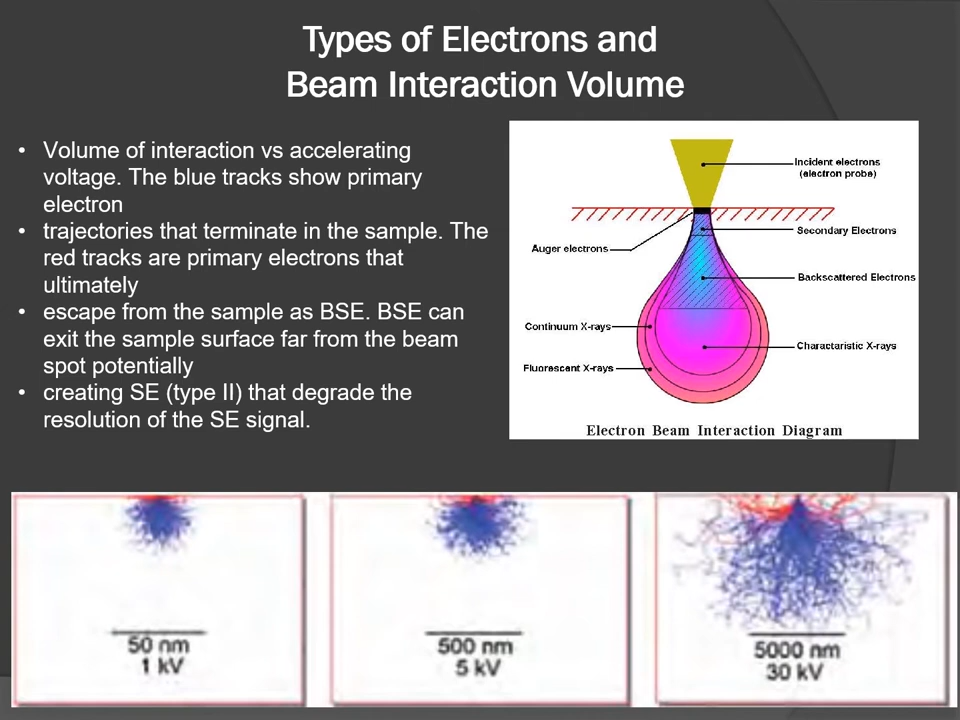 Types of Electrons and
Beam Interaction Volume
• Volume of interaction vs accelerating
voltage. The blue tracks show primary
electron
• trajectories that terminate in the sample. The
red tracks are primary electrons that
ultimately
• escape from the sample as BSE. BSE can
exit the sample surface far from the beam
spot potentially
• creating SE (type II) that degrade the
resolution of the SE signal.
Incident electrons
(electron probe)
Secondary Electrons
Auger electrons
Backscattered Electrons
Continuum X-rays
Charactaristic X-rays
Fluorescent X-rays
Electron Beam Interaction Diagram
50 nm
1 kV
500 nm
5 kV
5000 nm
30 kV